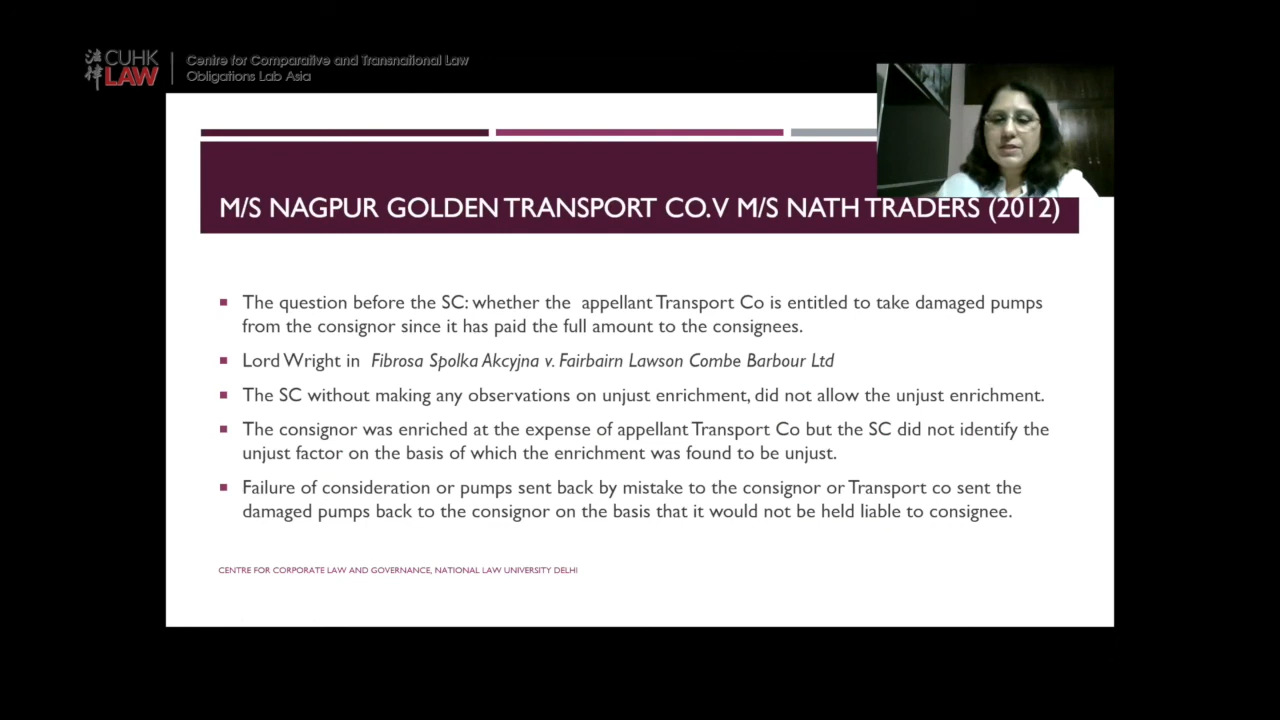 法律
CUHK
LAW
Centre for Comparative and Transnational Law
Obligations Lab Asia
M/S NAGPUR GOLDEN TRANSPORT CO.V M/S NATH TRADERS (2012)
The question before the SC: whether the appellant Transport Co is entitled to take damaged pumps
from the consignor since it has paid the full amount to the consignees.
Lord Wright in Fibrosa Spolka Akcyjna v. Fairbairn Lawson Combe Barbour Ltd
The SC without making any observations on unjust enrichment, did not allow the unjust enrichment.
The consignor was enriched at the expense of appellant Transport Co but the SC did not identify the
unjust factor on the basis of which the enrichment was found to be unjust.
Failure of consideration or pumps sent back by mistake to the consignor or Transport co sent the
damaged pumps back to the consignor on the basis that it would not be held liable to consignee.
CENTRE FOR CORPORATE LAW AND GOVERNANCE, NATIONAL LAW UNIVERSITY DELHI